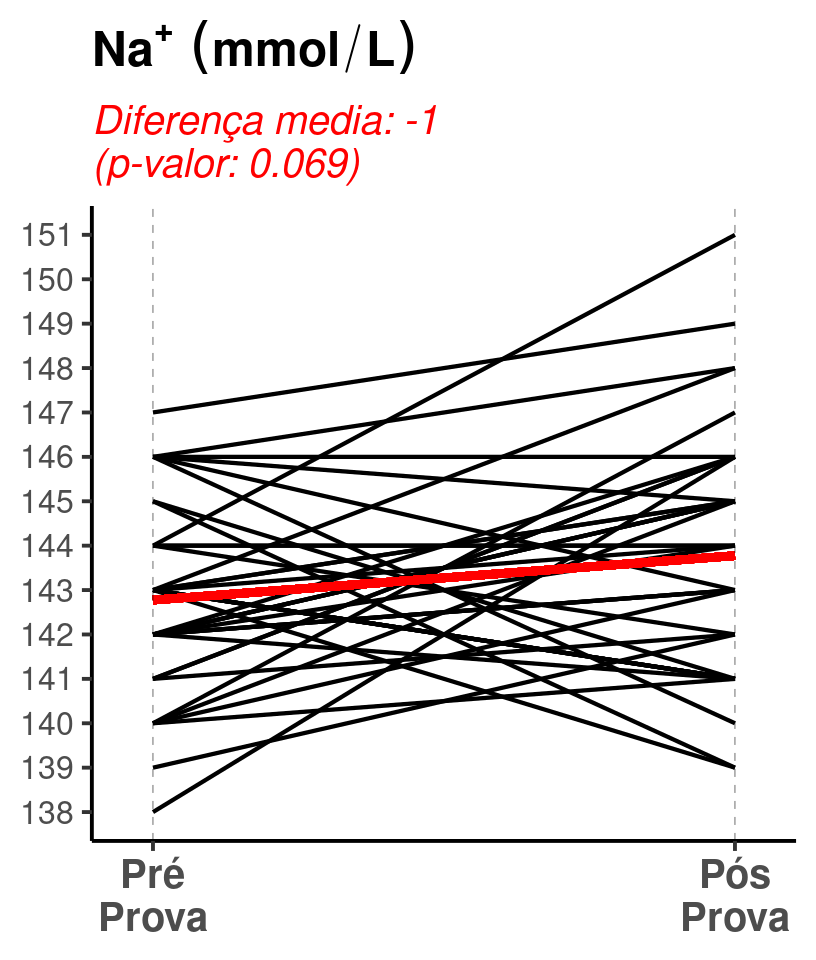 Na⁺ (mmol/L)
Diferença media: -1
(p-valor: 0.069)
151
150
149
148
147
146
145
144
143
142
141
140
139
138
Pré
Prova
Pós
Prova